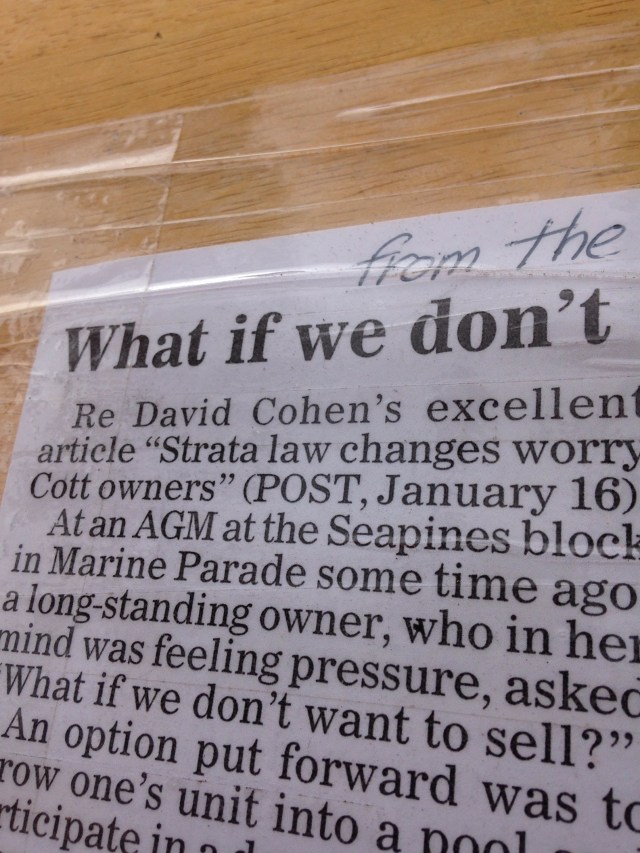 from the
What if we don't
Re David Cohen's excellent
article “Strata law changes worry
Cott owners” (POST, January 16)
At an AGM at the Seapines block
in Marine Parade some time ago
a long-standing owner, who in her
mind was feeling pressure, asked
“What if we don't want to sell?”
An option put forward was to
row one's unit into a pool
rticipate in a